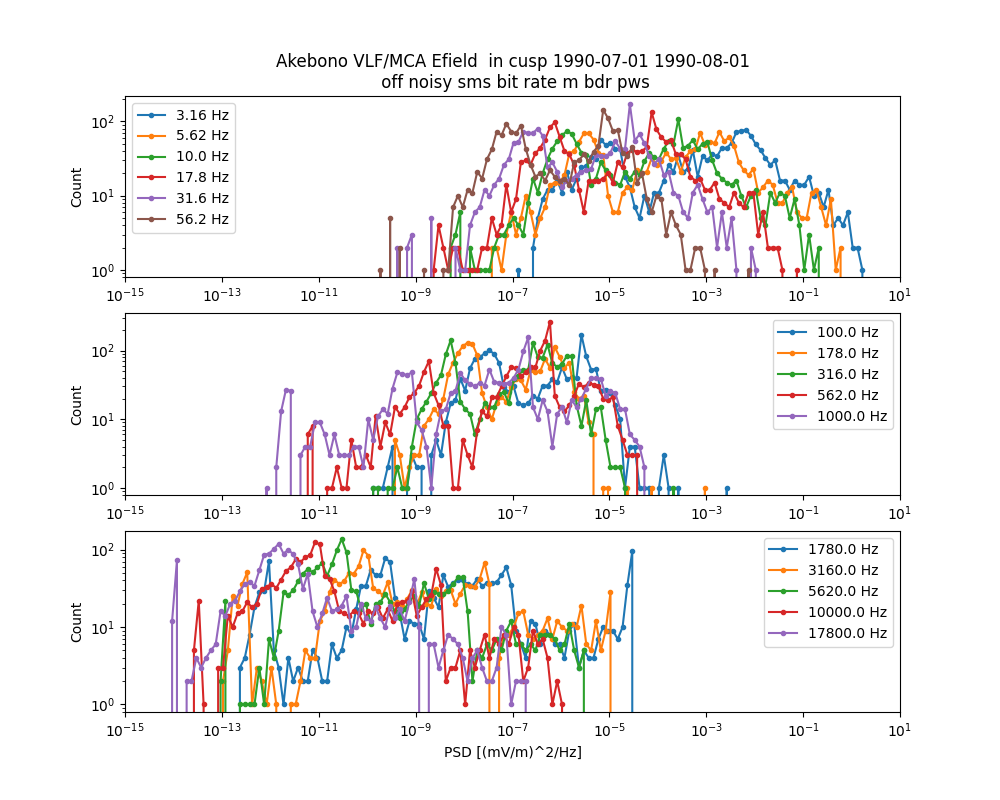 Akebono VLF/MCA Efield  in cusp 1990-07-01 1990-08-01
off noisy sms bit rate m bdr pws
Count
10^2
10^1
10^0
3.16 Hz
5.62 Hz
10.0 Hz
17.8 Hz
31.6 Hz
56.2 Hz
10^−15 10^−13 10^−11 10^−9 10^−7 10^−5 10^−3 10^−1 10^1
Count
10^2
10^1
10^0
100.0 Hz
178.0 Hz
316.0 Hz
562.0 Hz
1000.0 Hz
10^−15 10^−13 10^−11 10^−9 10^−7 10^−5 10^−3 10^−1 10^1
Count
10^2
10^1
10^0
1780.0 Hz
3160.0 Hz
5620.0 Hz
10000.0 Hz
17800.0 Hz
10^−15 10^−13 10^−11 10^−9 10^−7 10^−5 10^−3 10^−1 10^1
PSD [(mV/m)^2/Hz]